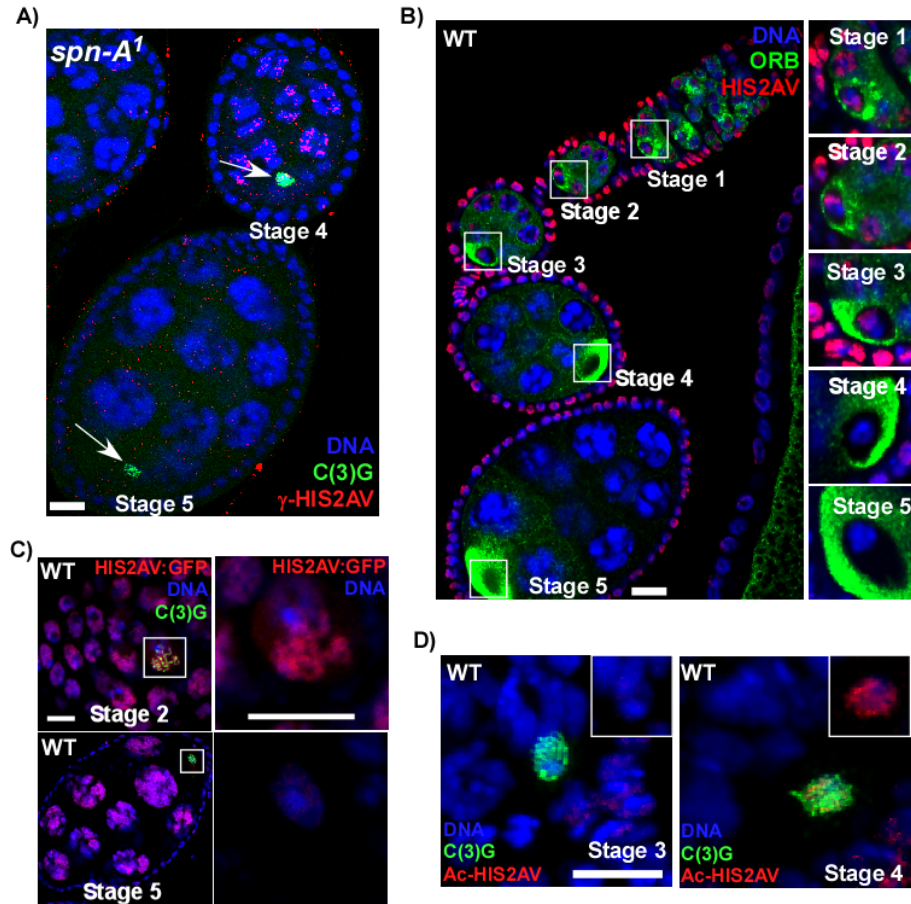 A)
spn-A¹
Stage 4
Stage 5
DNA
C(3)G
γ-HIS2AV
B)
WT
DNA
ORB
HIS2AV
Stage 1
Stage 2
Stage 3
Stage 4
Stage 5
Stage 1
Stage 2
Stage 3
Stage 4
Stage 5
C)
WT
HIS2AV:GFP
DNA
C(3)G
Stage 2
HIS2AV:GFP
DNA
WT
Stage 5
D)
WT
DNA
C(3)G
Ac-HIS2AV
Stage 3
WT
DNA
C(3)G
Ac-HIS2AV
Stage 4